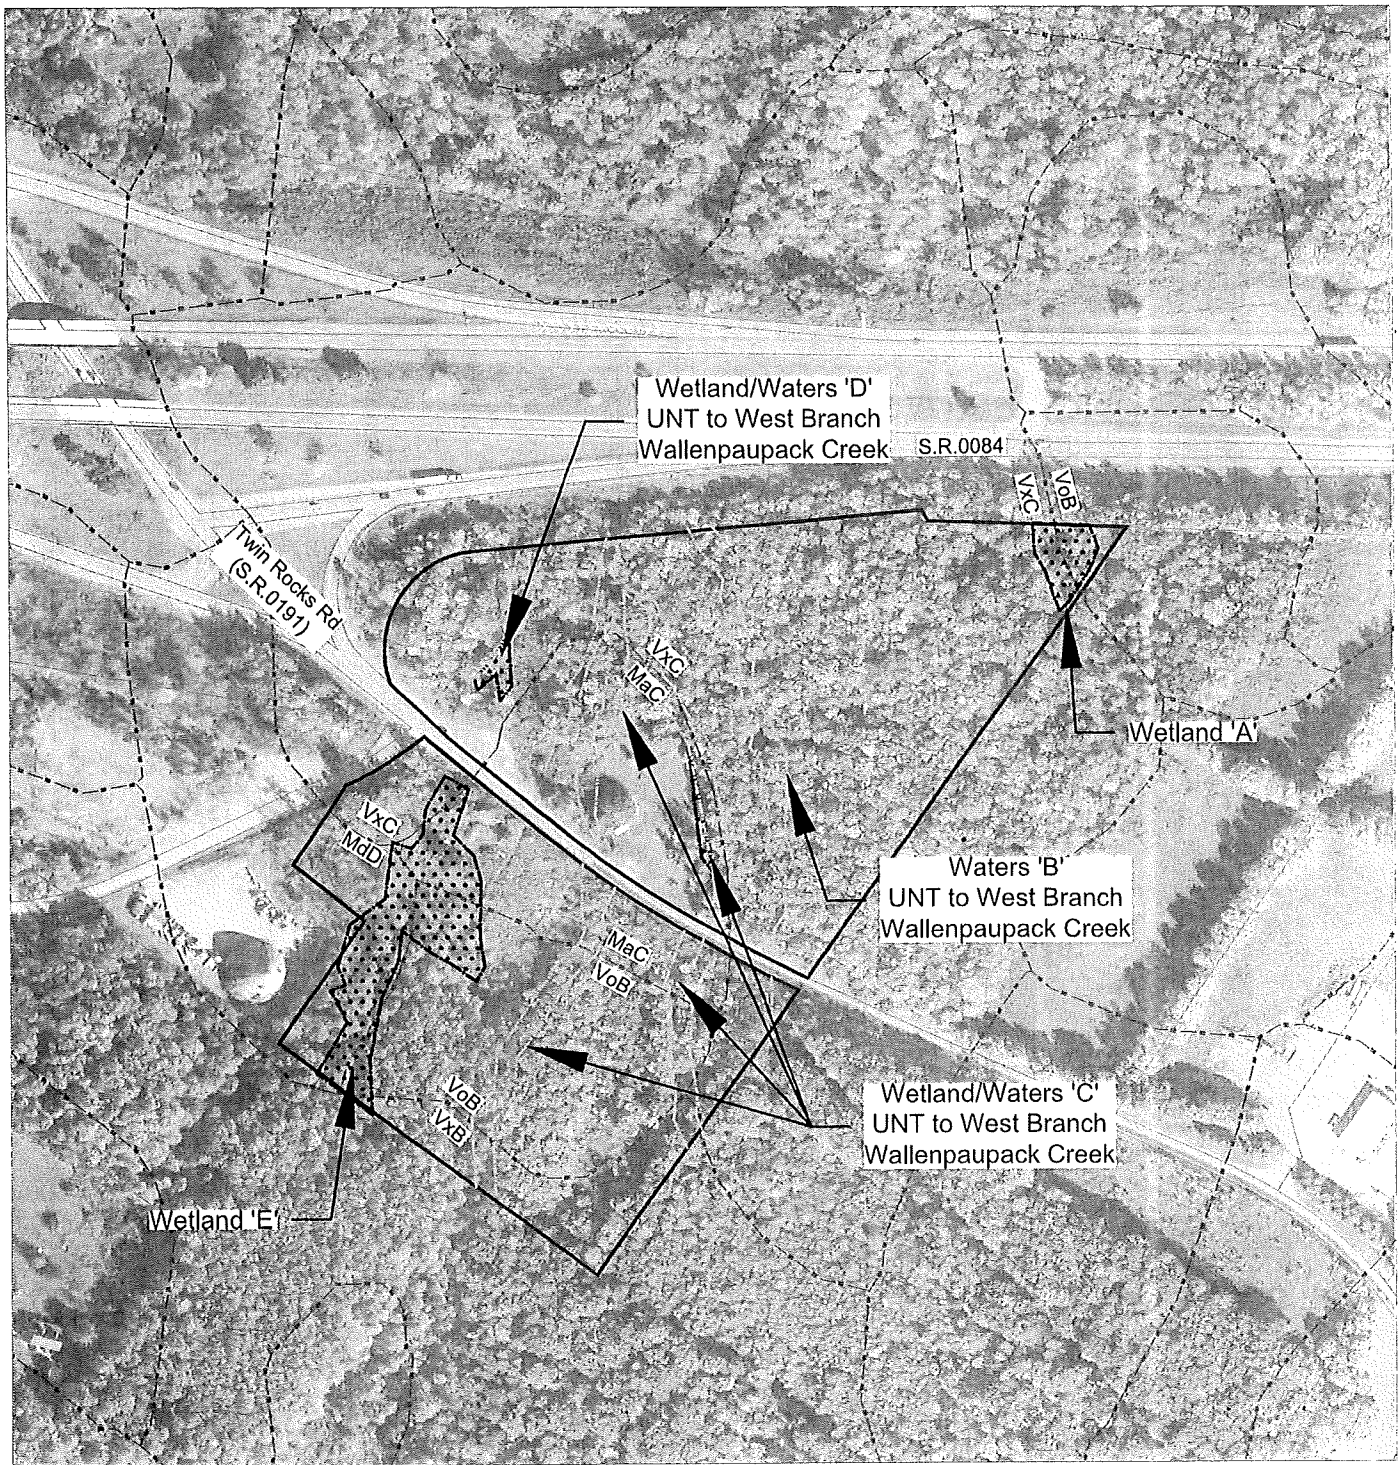 Wetland/Waters 'D'
UNT to West Branch
Wallenpaupack Creek
S.R.0084
VxC
VoB
Twin Rocks Rd
(S.R.0191)
VxC
MaC
Wetland 'A'
VxC
MdD
Waters 'B'
UNT to West Branch
Wallenpaupack Creek
MaC
VoB
VoB
VxB
Wetland/Waters 'C'
UNT to West Branch
Wallenpaupack Creek
Wetland 'E'